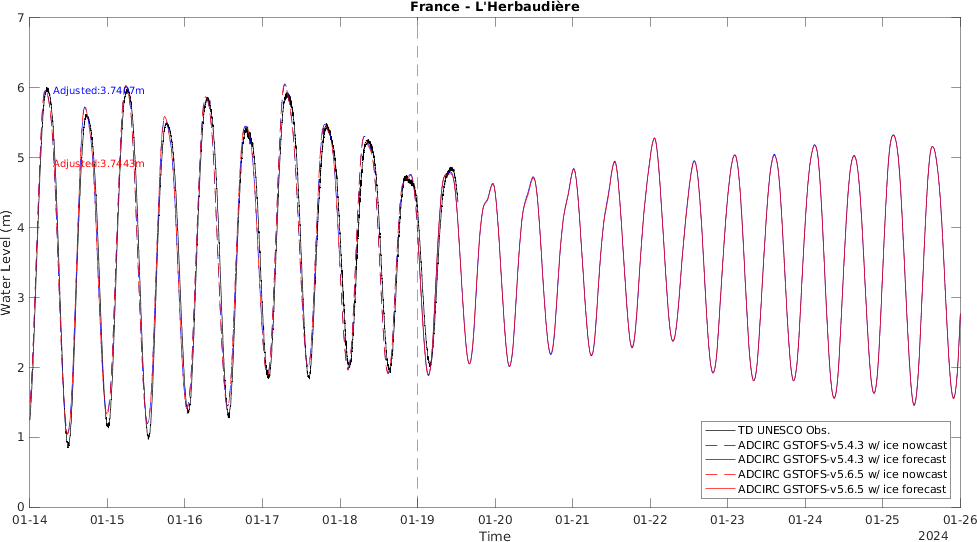 France - L'Herbaudière
7
6
5
4
3
2
1
0
Water Level (m)
Adjusted:3.7407m
Adjusted:3.7443m
TD UNESCO Obs.
ADCIRC GSTOFS-v5.4.3 w/ ice nowcast
ADCIRC GSTOFS-v5.4.3 w/ ice forecast
ADCIRC GSTOFS-v5.6.5 w/ ice nowcast
ADCIRC GSTOFS-v5.6.5 w/ ice forecast
01-14 01-15 01-16 01-17 01-18 01-19 01-20 01-21 01-22 01-23 01-24 01-25 01-26
Time
2024